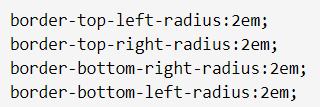 border-top-left-radius:2em;
border-top-right-radius:2em;
border-bottom-right-radius:2em;
border-bottom-left-radius:2em;